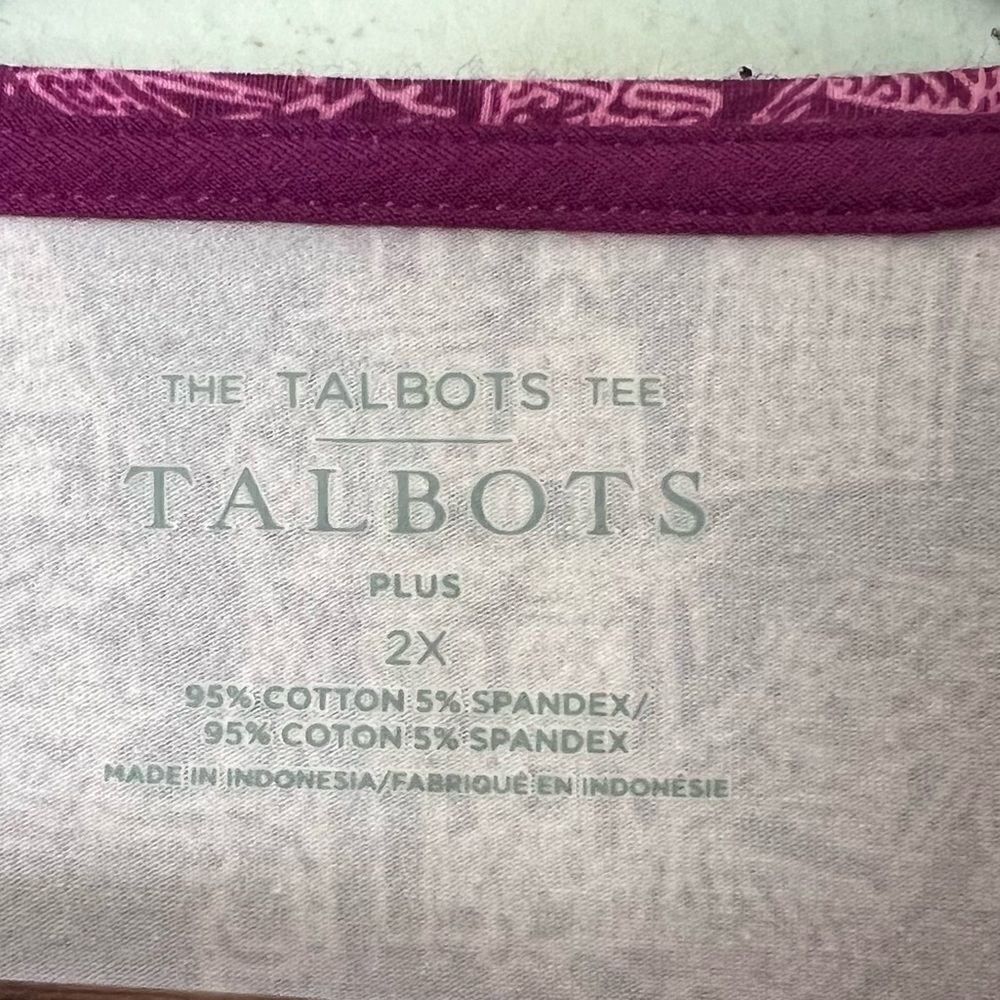 THE TALBOTS TEE
TALBOTS
PLUS
2X
95% COTTON 5% SPANDEX/
95% COTON 5% SPANDEX
MADE IN INDONESIA/FABRIQUÉ EN INDONÉSIE